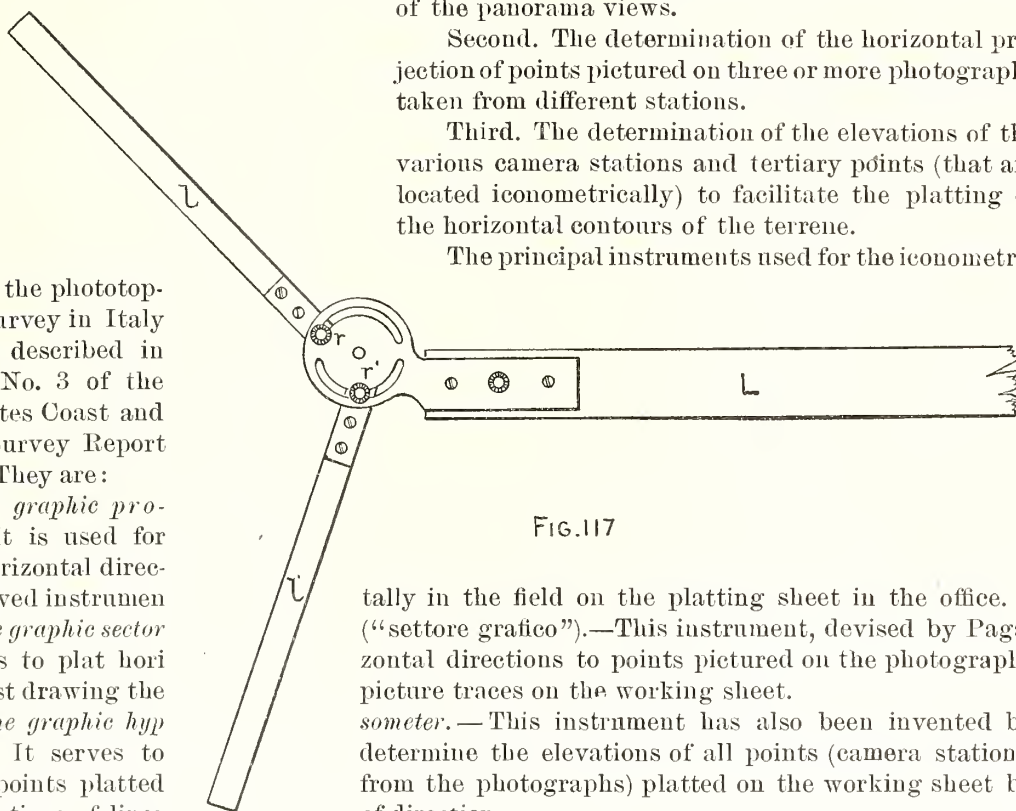 of the panorama views.
Second. The determination of the horizontal pr
jection of points pictured on three or more photograph
taken from different stations.
Third. The determination of the elevations of th
various camera stations and tertiary points (that ar
located iconometrically) to facilitate the platting
the horizontal contours of the terrene.
The principal instruments used for the iconometr
the phototop-
urvey in Italy
described in
No. 3 of the
tes Coast and
urvey Report
They are:
graphic pro-
t is used for
rizontal direc-
ved instrumen
e graphic sector
s to plat hori
st drawing the
he graphic hyp
It serves to
points platted
l
r
r'
L
l
FIG.117
tally in the field on the platting sheet in the office.
("settore grafico").—This instrument, devised by Paga
zontal directions to points pictured on the photograph
picture traces on the working sheet.
someter.—This instrument has also been invented b
determine the elevations of all points (camera station
from the photographs) platted on the working sheet b